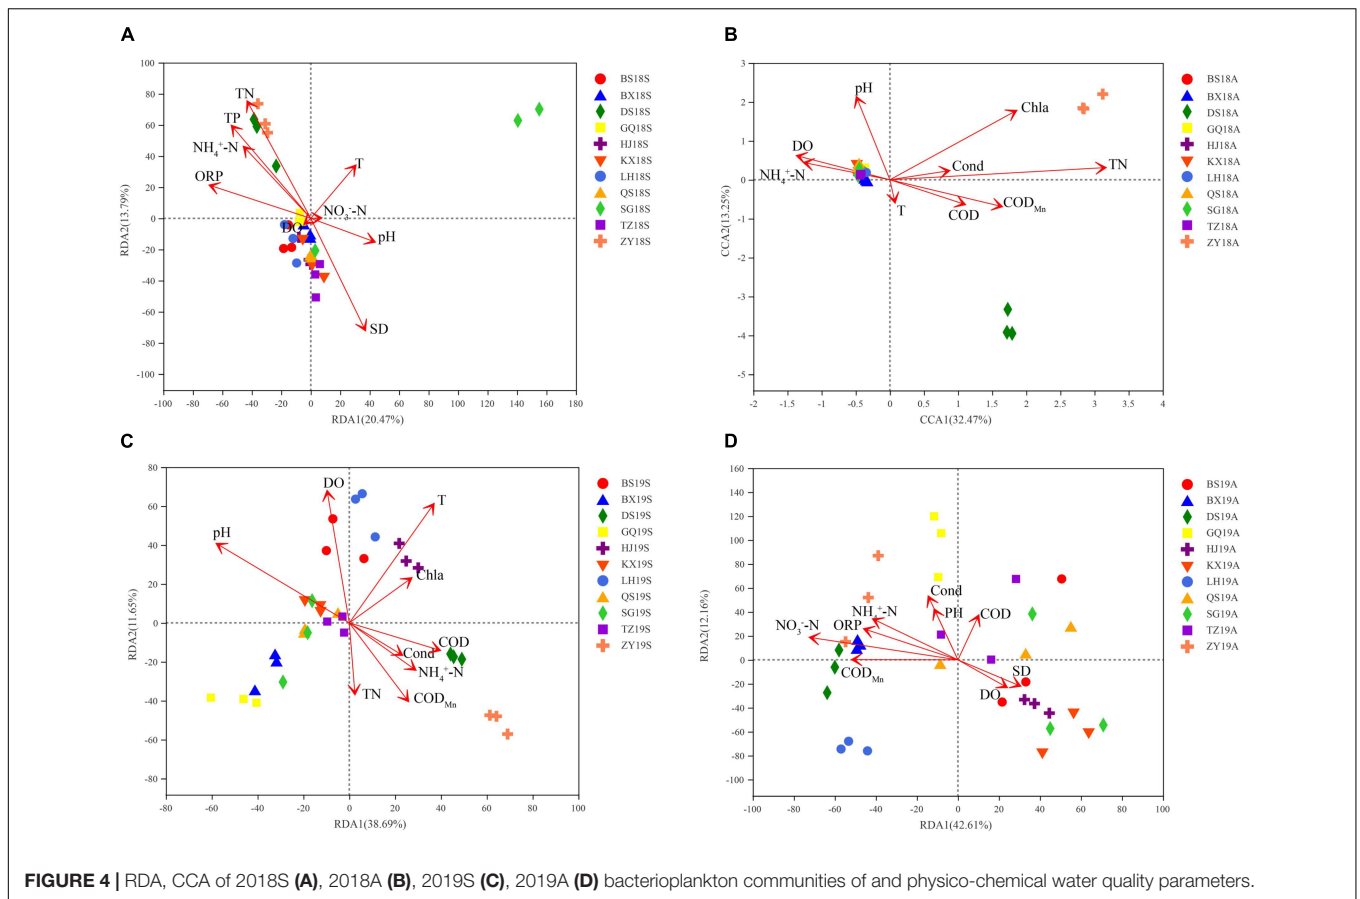 A
TN
TP
NH₄⁺-N
ORP
T
NO₃⁻-N
DO
pH
SD
100
80
60
40
20
0
-20
-40
-60
-80
-100
RDA2(13.79%)
-100 -80 -60 -40 -20 0 20 40 60 80 100 120 140 160 180
RDA1(20.47%)
BS18S
BX18S
DS18S
GQ18S
HJ18S
KX18S
LH18S
QS18S
SG18S
TZ18S
ZY18S
B
pH
Chla
DO
NH₄⁺-N
Cond
TN
T
COD
CODMn
3
2
1
0
-1
-2
-3
-4
-5
CCA2(13.25%)
-2 -1.5 -1 -0.5 0 0.5 1 1.5 2 2.5 3 3.5 4
CCA1(32.47%)
BS18A
BX18A
DS18A
GQ18A
HJ18A
KX18A
LH18A
QS18A
SG18A
TZ18A
ZY18A
C
DO
T
pH
Chla
COD
Cond
NH₄⁺-N
TN
CODMn
80
60
40
20
0
-20
-40
-60
-80
RDA2(11.65%)
-80 -60 -40 -20 0 20 40 60 80 100
RDA1(38.69%)
BS19S
BX19S
DS19S
GQ19S
HJ19S
KX19S
LH19S
QS19S
SG19S
TZ19S
ZY19S
D
Cond
NH₄⁺-N
PH
COD
NO₃⁻-N
ORP
CODMn
SD
DO
160
140
120
100
80
60
40
20
0
-20
-40
-60
-80
-100
RDA2(12.16%)
-100 -80 -60 -40 -20 0 20 40 60 80 100
RDA1(42.61%)
BS19A
BX19A
DS19A
GQ19A
HJ19A
KX19A
LH19A
QS19A
SG19A
TZ19A
ZY19A
FIGURE 4 | RDA, CCA of 2018S (A), 2018A (B), 2019S (C), 2019A (D) bacterioplankton communities of and physico-chemical water quality parameters.